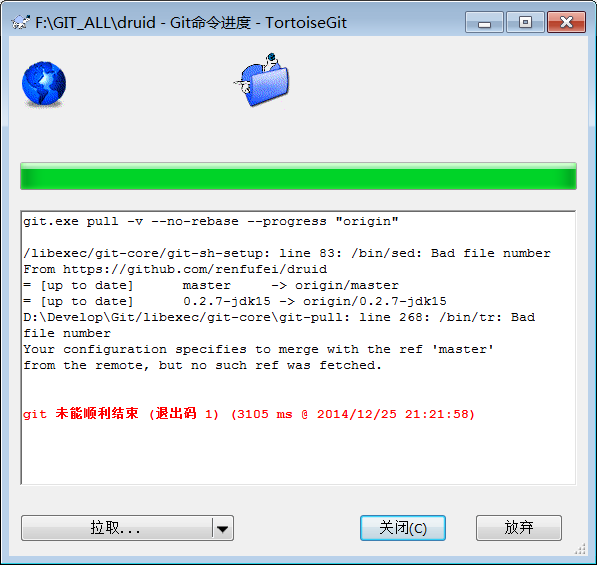 F:\GIT_ALL\druid - Git命令进度 - TortoiseGit
git.exe pull -v --no-rebase --progress "origin"
/libexec/git-core/git-sh-setup: line 83: /bin/sed: Bad file number
From https://github.com/renfufei/druid
= [up to date]      master     -> origin/master
= [up to date]      0.2.7-jdk15 -> origin/0.2.7-jdk15
D:\Develop\Git/libexec/git-core\git-pull: line 268: /bin/tr: Bad
file number
Your configuration specifies to merge with the ref 'master'
from the remote, but no such ref was fetched.
git 未能顺利结束 (退出码 1) (3105 ms @ 2014/12/25 21:21:58)
拉取...
关闭(C)
放弃